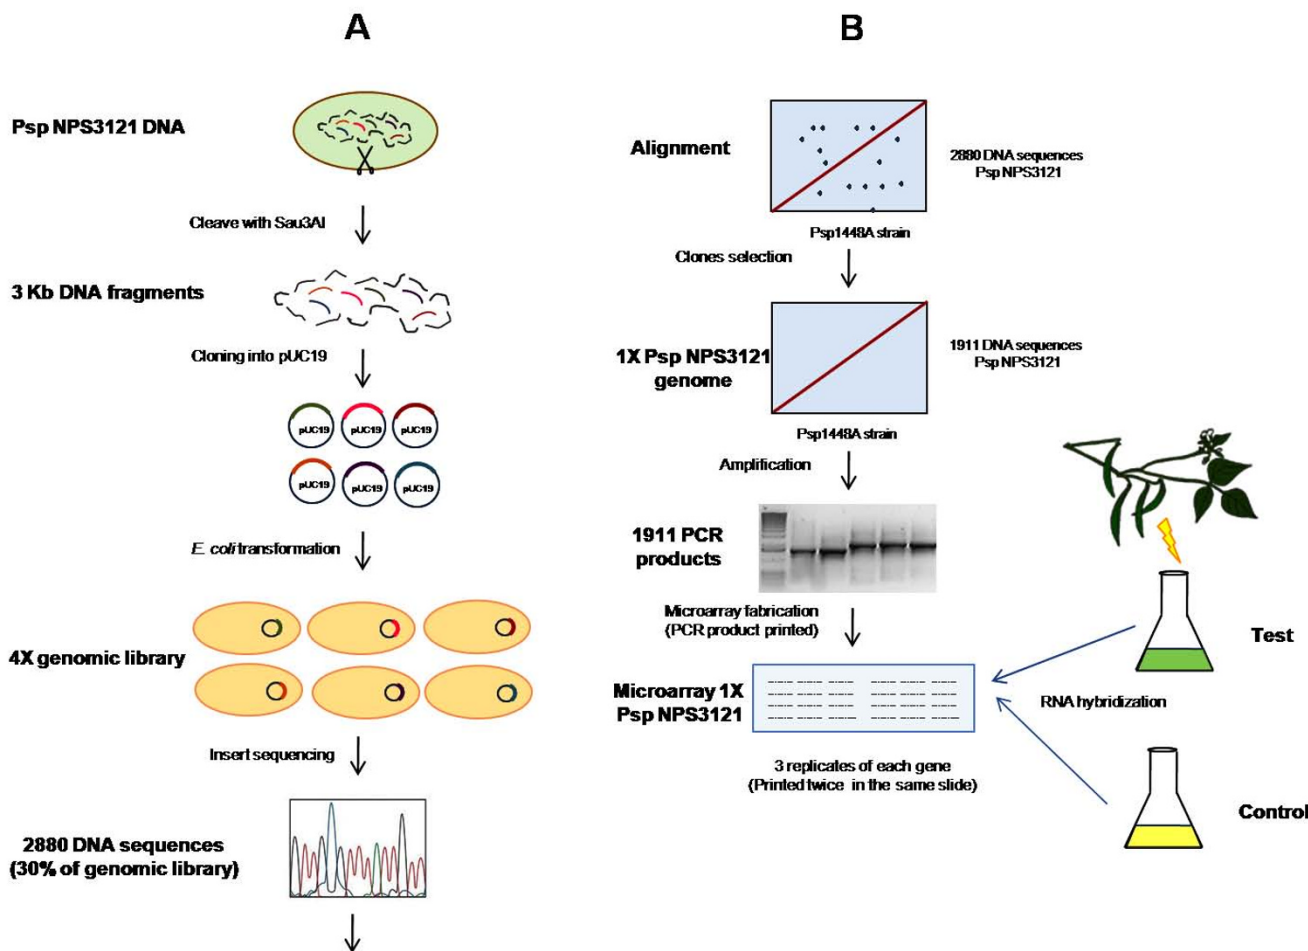 A
Psp NPS3121 DNA
Cleave with Sau3AI
3 Kb DNA fragments
Cloning into pUC19
pUC19
pUC19
pUC19
pUC19
pUC19
pUC19
E. coli transformation
4X genomic library
Insert sequencing
2880 DNA sequences
(30% of genomic library)
B
Alignment
2880 DNA sequences
Psp NPS3121
Psp1448A strain
Clones selection
1X Psp NPS3121
genome
1911 DNA sequences
Psp NPS3121
Psp1448A strain
Amplification
1911 PCR
products
Microarray fabrication
(PCR product printed)
Microarray 1X
Psp NPS3121
3 replicates of each gene
(Printed twice in the same slide)
Test
RNA hybridization
Control